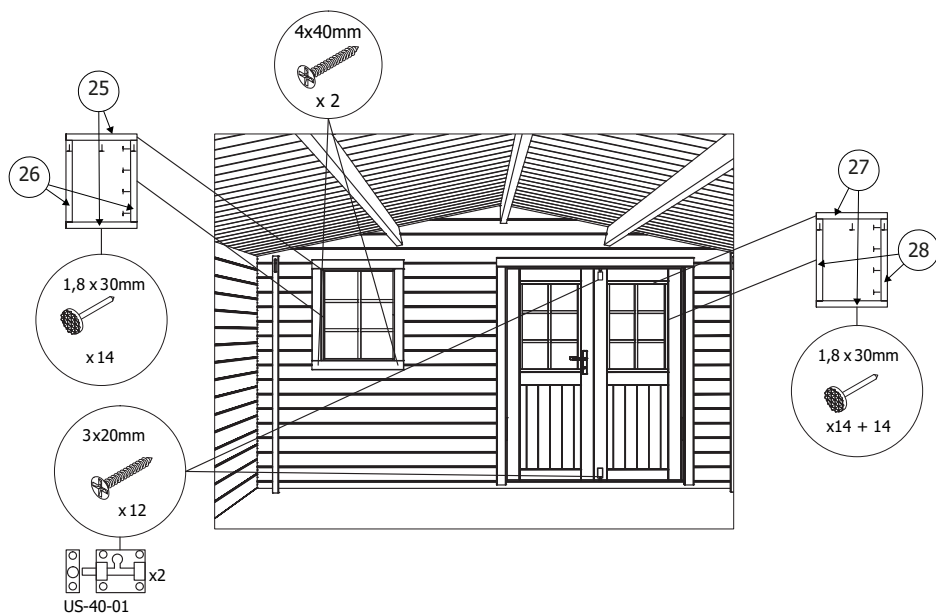 4x40mm
x 2
25
26
1,8 x 30mm
x 14
27
28
1,8 x 30mm
x14 + 14
3x20mm
x 12
x2
US-40-01